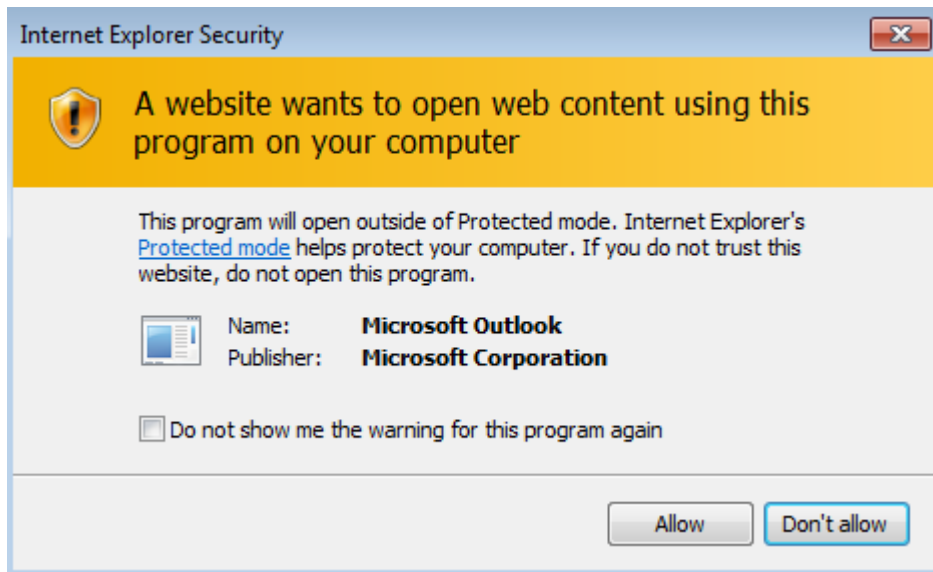 Internet Explorer Security
A website wants to open web content using this
program on your computer
This program will open outside of Protected mode. Internet Explorer's
Protected mode helps protect your computer. If you do not trust this
website, do not open this program.
Name: Microsoft Outlook
Publisher: Microsoft Corporation
Do not show me the warning for this program again
Allow Don't allow